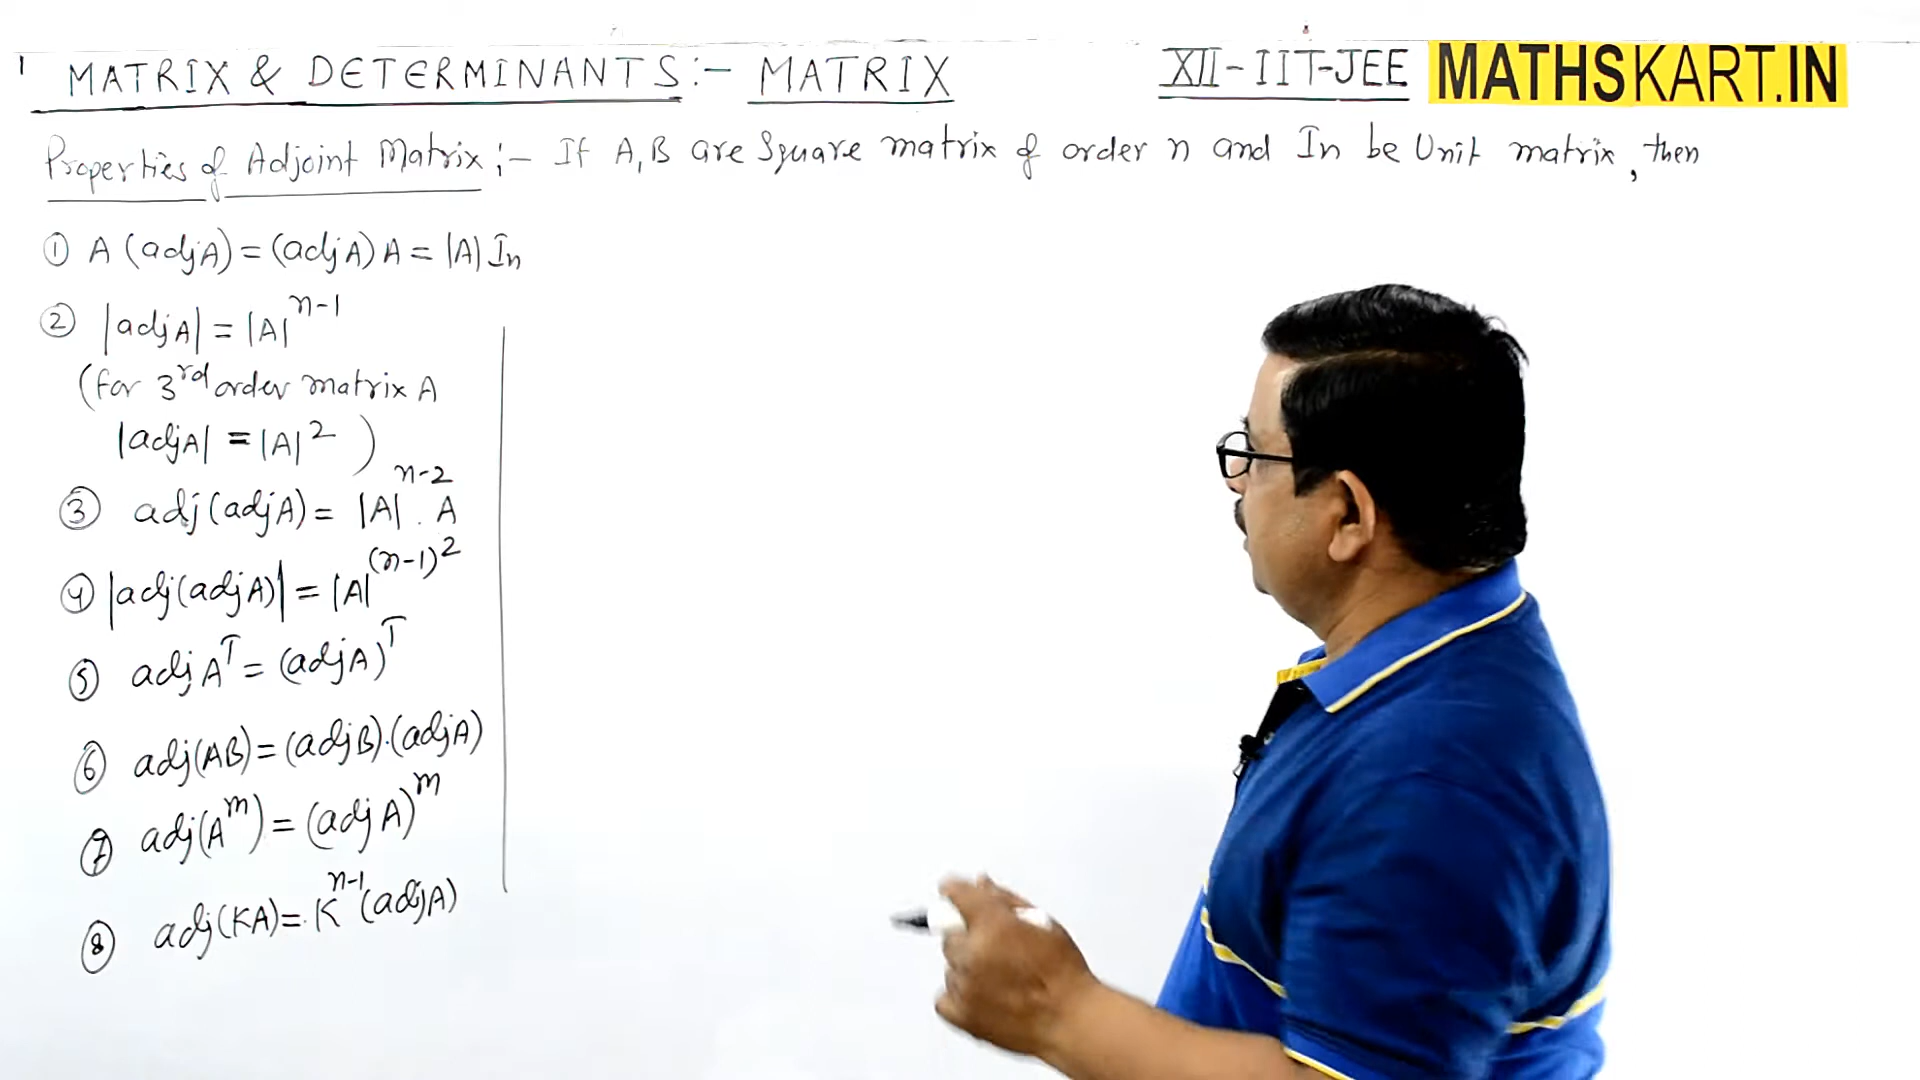 MATRIX & DETERMINANTS:- MATRIX XII-IIT-JEE MATHSKART.IN
Properties of Adjoint Matrix:- If A,B are Square matrix of order n and In be Unit matrix, then
① A(adjA)=(adjA)A=|A|In
② |adjA|=|A|^{n-1}
(for 3rd order matrix A
|adjA|=|A|²)
③ adj(adjA)=|A|^{n-2}.A
④ |adj(adjA)|=|A|^{(n-1)²}
⑤ adj A^T=(adjA)^T
⑥ adj(AB)=(adjB).(adjA)
⑦ adj(A^m)=(adjA)^m
⑧ adj(KA)=K^{n-1}(adjA)